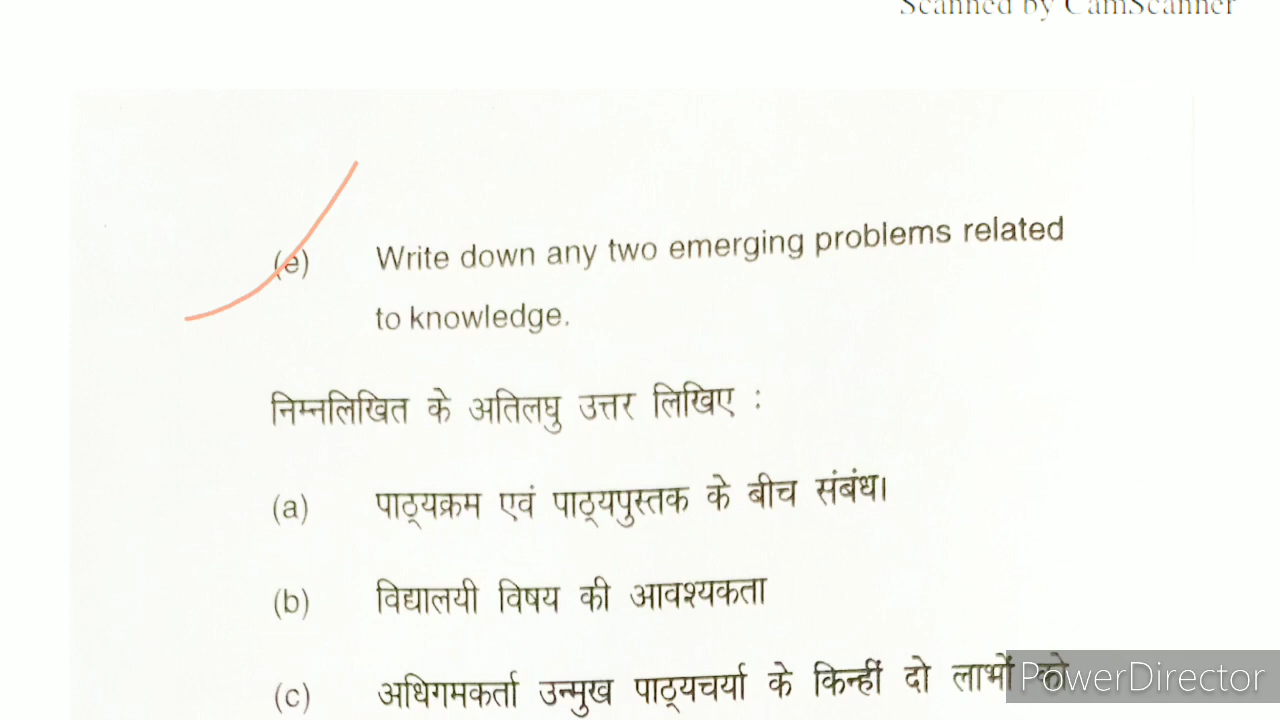 Scanned by CamScanner
(e) Write down any two emerging problems related
to knowledge.
निम्नलिखित के अतिलघु उत्तर लिखिए :
(a) पाठ्यक्रम एवं पाठ्यपुस्तक के बीच संबंध।
(b) विद्यालयी विषय की आवश्यकता
(c) अधिगमकर्ता उन्मुख पाठ्यचर्या के किन्हीं दो लाभों को
PowerDirector